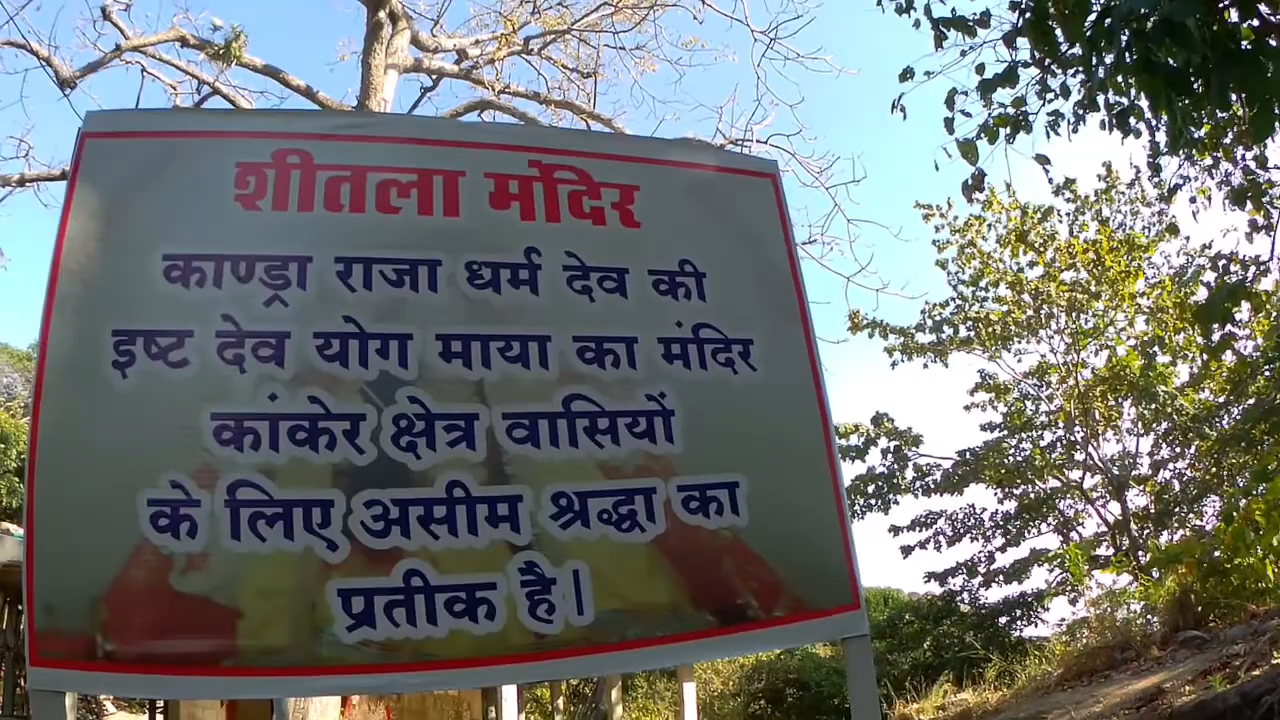 शीतला मंदिर
काण्ड्रा राजा धर्म देव की
इष्ट देव योग माया का मंदिर
कांकेर क्षेत्र वासियों
के लिए असीम श्रद्धा का
प्रतीक है।